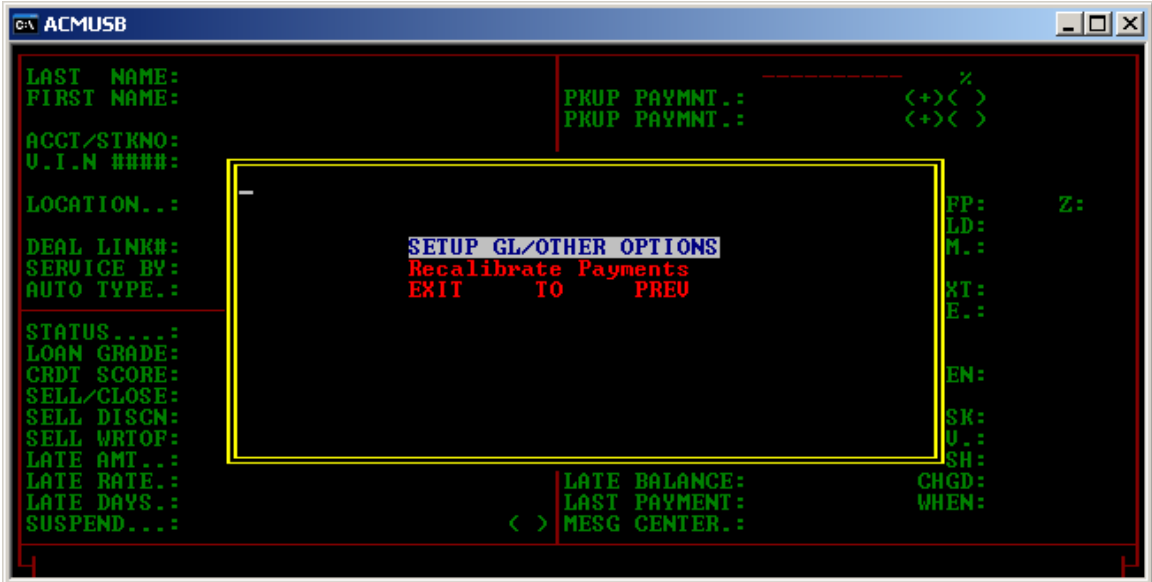 ACMUSB
LAST NAME: ---------- %
FIRST NAME: PKUP PAYMNT.: (+)( )
PKUP PAYMNT.: (+)( )
ACCT/STKNO:
V.I.N ####:
LOCATION..: FP: Z:
LD:
DEAL LINK#: SETUP GL/OTHER OPTIONS M.:
SERVICE BY: Recalibrate Payments
AUTO TYPE.: EXIT TO PREV XT:
E.:
STATUS....:
LOAN GRADE:
CRDT SCORE: EN:
SELL/CLOSE:
SELL DISCN: SK:
SELL WRTOF: V.:
LATE AMT..: SH:
LATE RATE.: LATE BALANCE: CHGD:
LATE DAYS.: LAST PAYMENT: WHEN:
SUSPEND...: ( ) MESG CENTER.: